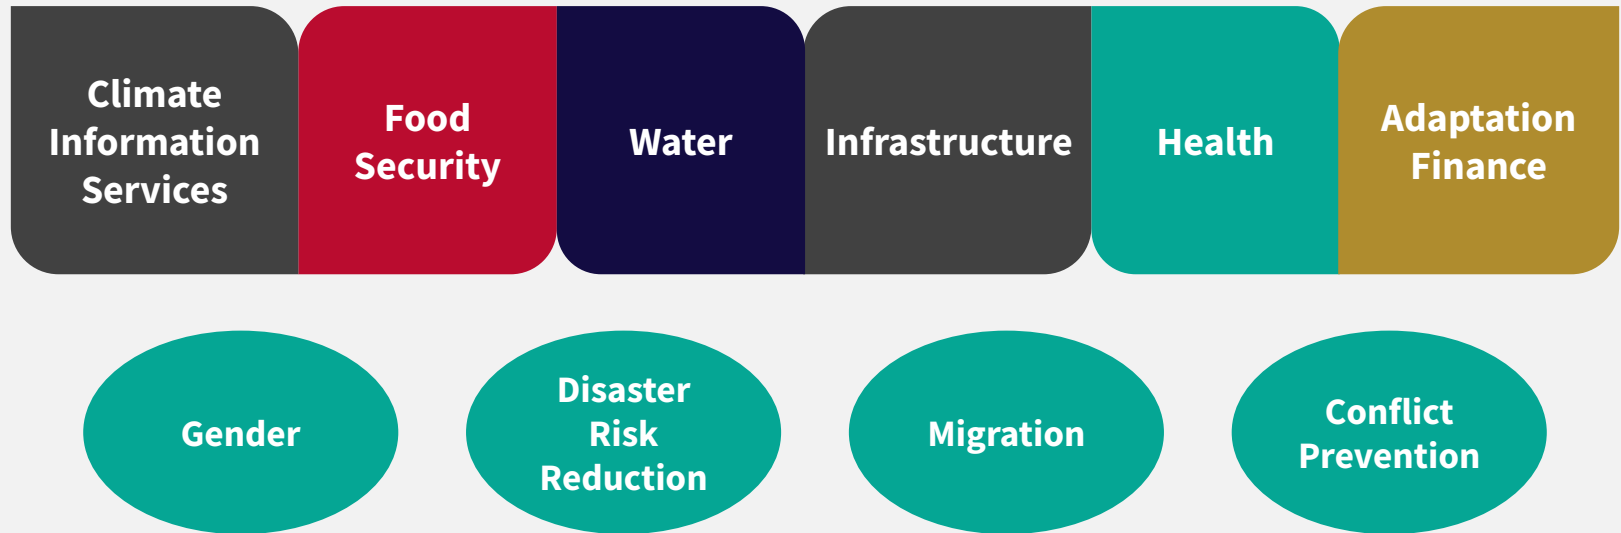 Climate
Information
Services
Food
Security
Water
Infrastructure
Health
Adaptation
Finance
Gender
Disaster
Risk
Reduction
Migration
Conflict
Prevention